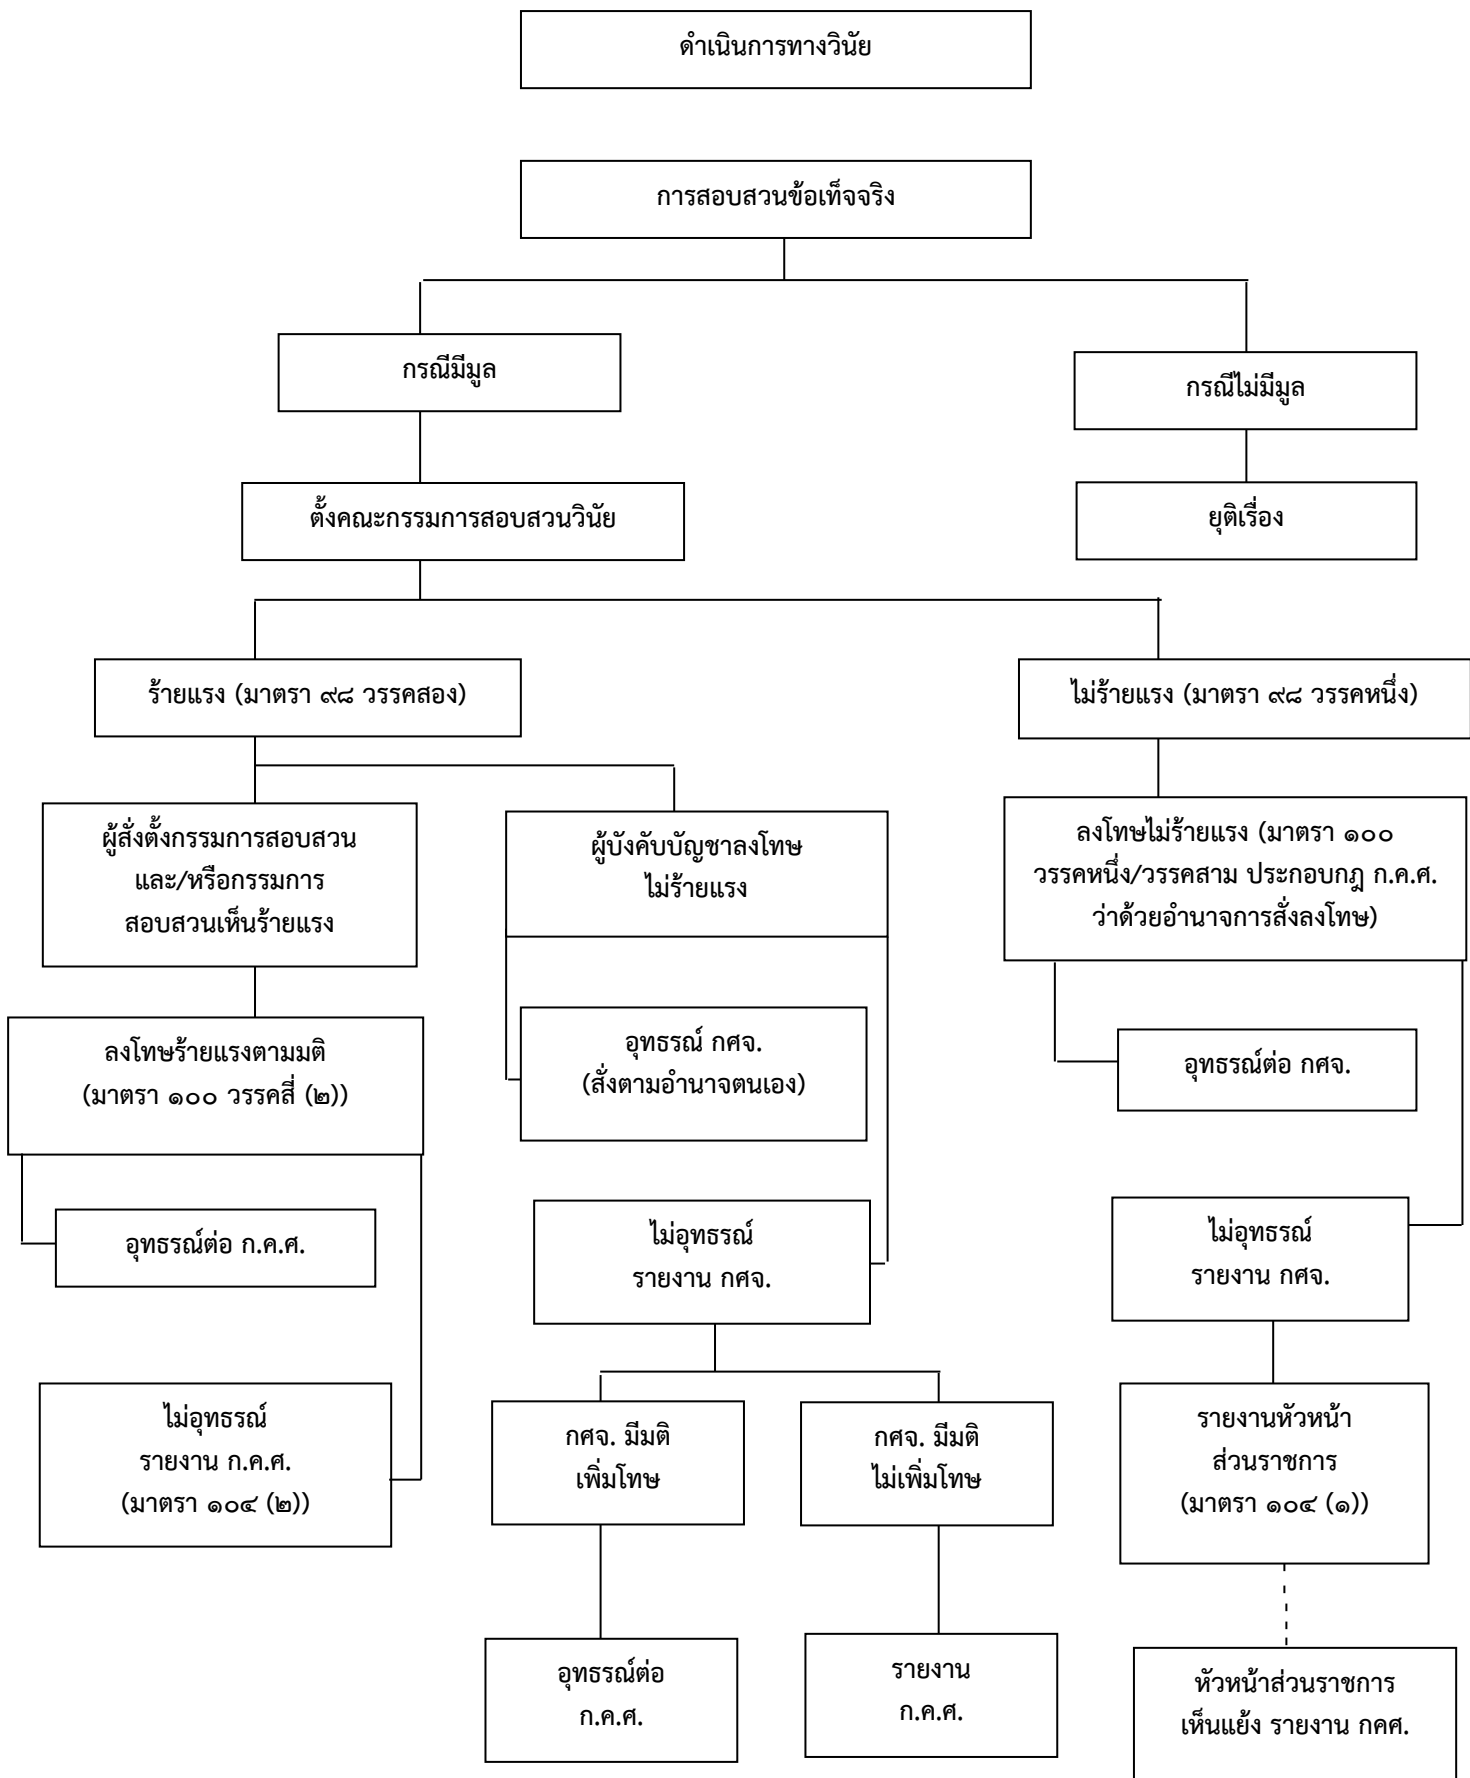 ดำเนินการทางวินัย
การสอบสวนข้อเท็จจริง
กรณีมีมูล
กรณีไม่มีมูล
ตั้งคณะกรรมการสอบสวนวินัย
ยุติเรื่อง
ร้ายแรง (มาตรา ๙๘ วรรคสอง)
ไม่ร้ายแรง (มาตรา ๙๘ วรรคหนึ่ง)
ผู้สั่งตั้งกรรมการสอบสวน
และ/หรือกรรมการ
สอบสวนเห็นร้ายแรง
ผู้บังคับบัญชาลงโทษ
ไม่ร้ายแรง
ลงโทษไม่ร้ายแรง (มาตรา ๑๐๐
วรรคหนึ่ง/วรรคสาม ประกอบกฎ ก.ค.ศ.
ว่าด้วยอำนาจการสั่งลงโทษ)
ลงโทษร้ายแรงตามมติ
(มาตรา ๑๐๐ วรรคสี่ (๒))
อุทธรณ์ กศจ.
(สั่งตามอำนาจตนเอง)
อุทธรณ์ต่อ กศจ.
อุทธรณ์ต่อ ก.ค.ศ.
ไม่อุทธรณ์
รายงาน กศจ.
ไม่อุทธรณ์
รายงาน กศจ.
ไม่อุทธรณ์
รายงาน ก.ค.ศ.
(มาตรา ๑๐๔ (๒))
กศจ. มีมติ
เพิ่มโทษ
กศจ. มีมติ
ไม่เพิ่มโทษ
รายงานหัวหน้า
ส่วนราชการ
(มาตรา ๑๐๔ (๑))
อุทธรณ์ต่อ
ก.ค.ศ.
รายงาน
ก.ค.ศ.
หัวหน้าส่วนราชการ
เห็นแย้ง รายงาน กคศ.